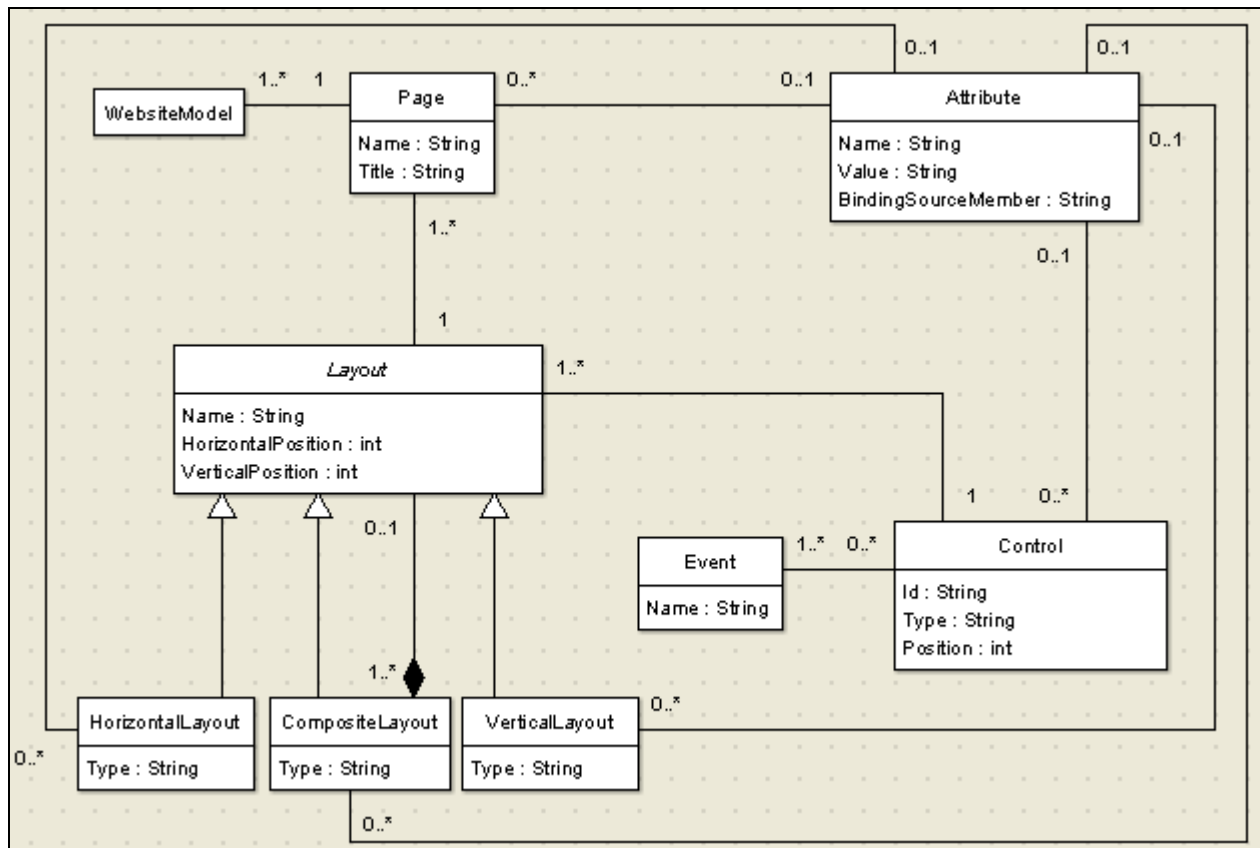 0..1
0..1
1..*
1
0..*
0..1
WebsiteModel
Page
Name : String
Title : String
Attribute
Name : String
Value : String
BindingSourceMember : String
0..1
1..*
0..1
1
Layout
Name : String
HorizontalPosition : int
VerticalPosition : int
1..*
1
0..*
0..1
Event
Name : String
1..*
0..*
Control
Id : String
Type : String
Position : int
1..*
HorizontalLayout
Type : String
CompositeLayout
Type : String
VerticalLayout
Type : String
0..*
0..*
0..*